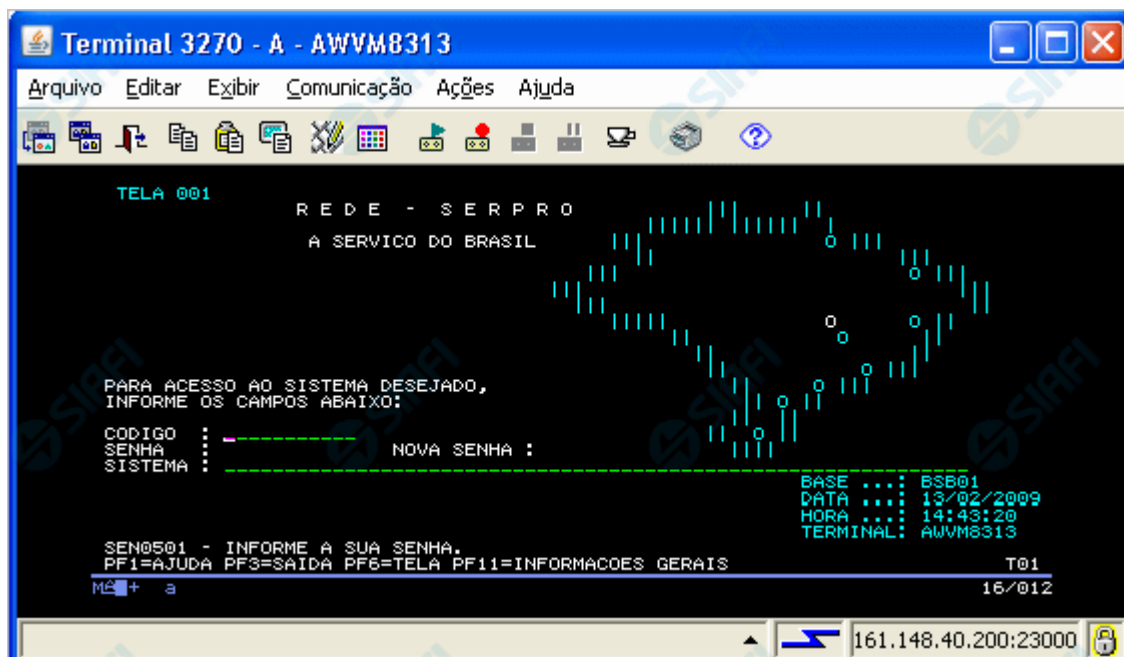 Terminal 3270 - A - AWVM8313
Arquivo Editar Exibir Comunicação Ações Ajuda
TELA 001
R E D E - S E R P R O
A SERVICO DO BRASIL
PARA ACESSO AO SISTEMA DESEJADO,
INFORME OS CAMPOS ABAIXO:
CODIGO :
SENHA : NOVA SENHA :
SISTEMA :
BASE ...: BSB01
DATA ...: 13/02/2009
HORA ...: 14:43:20
TERMINAL: AWVM8313
SEN0501 - INFORME A SUA SENHA.
PF1=AJUDA PF3=SAIDA PF6=TELA PF11=INFORMACOES GERAIS T01
a 16/012
161.148.40.200:23000
SIAFI